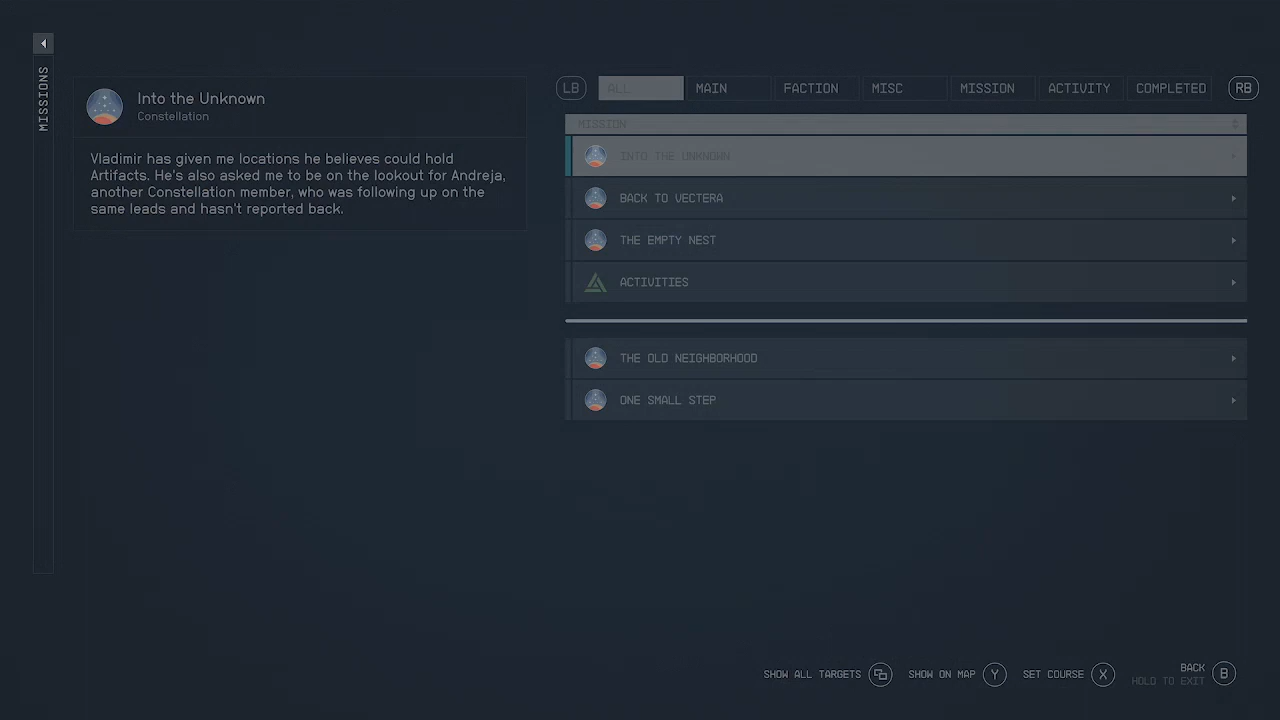 MISSIONS
Into the Unknown
Constellation
Vladimir has given me locations he believes could hold
Artifacts. He's also asked me to be on the lookout for Andreja,
another Constellation member, who was following up on the
same leads and hasn't reported back.
LB ALL MAIN FACTION MISC MISSION ACTIVITY COMPLETED RB
MISSION
INTO THE UNKNOWN
BACK TO VECTERA
THE EMPTY NEST
ACTIVITIES
THE OLD NEIGHBORHOOD
ONE SMALL STEP
SHOW ALL TARGETS SHOW ON MAP Y SET COURSE X BACK B
HOLD TO EXIT